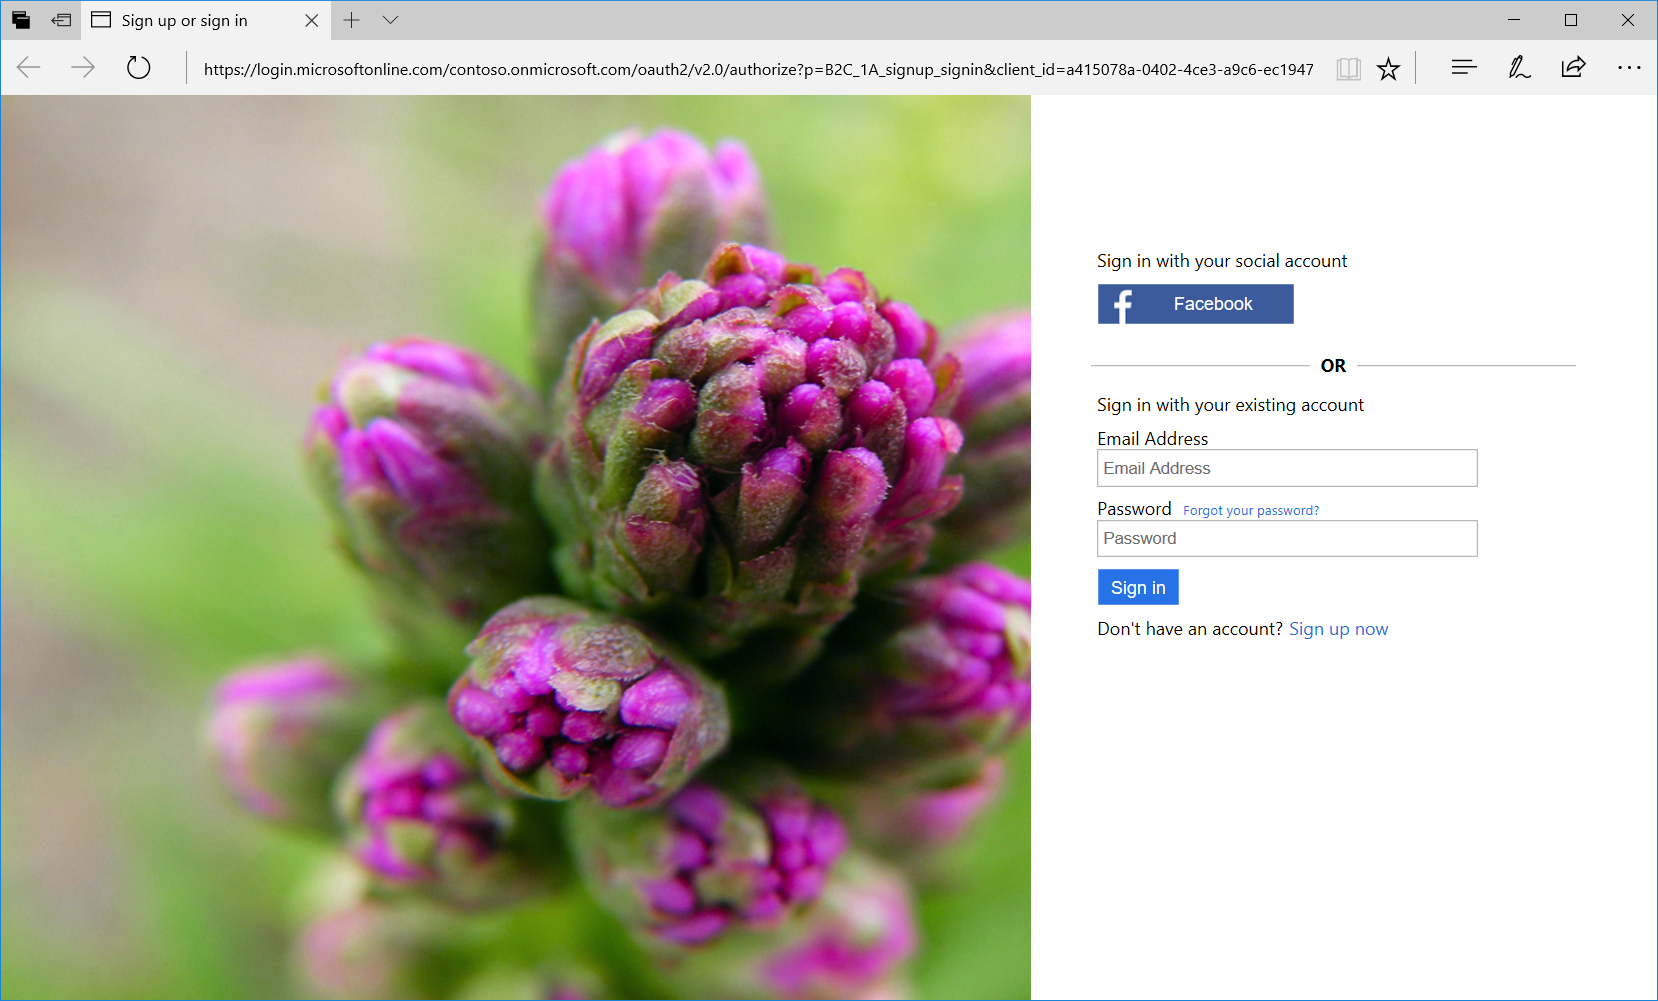 Sign up or sign in
https://login.microsoftonline.com/contoso.onmicrosoft.com/oauth2/v2.0/authorize?p=B2C_1A_signup_signin&client_id=a415078a-0402-4ce3-a9c6-ec1947
Sign in with your social account
f Facebook
OR
Sign in with your existing account
Email Address
Email Address
Password Forgot your password?
Password
Sign in
Don't have an account? Sign up now